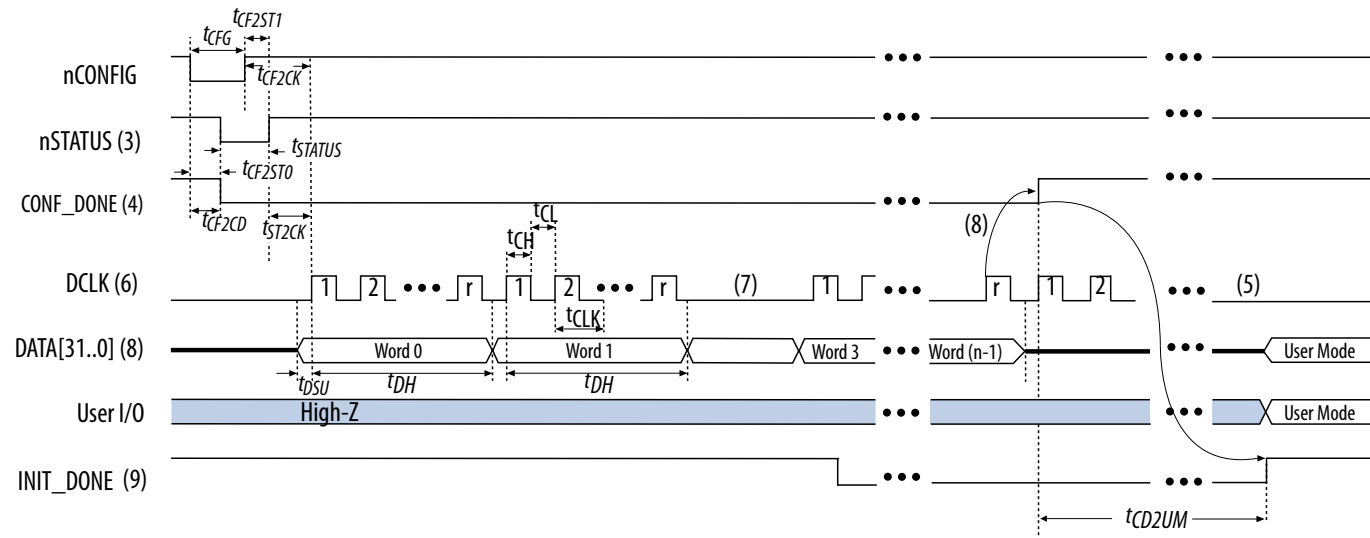 tCF2ST1
tCFG
nCONFIG
tCF2CK
nSTATUS (3)
tSTATUS
tCF2ST0
CONF_DONE (4)
tCF2CD
tST2CK
tCL
tCH
(8)
DCLK (6)
1 2 r 1 2 r (7) 1 r 1 2 (5)
tCLK
DATA[31..0] (8)
Word 0 Word 1 Word 3 Word (n-1) User Mode
tDSU
tDH tDH
User I/O
High-Z
User Mode
INIT_DONE (9)
tCD2UM